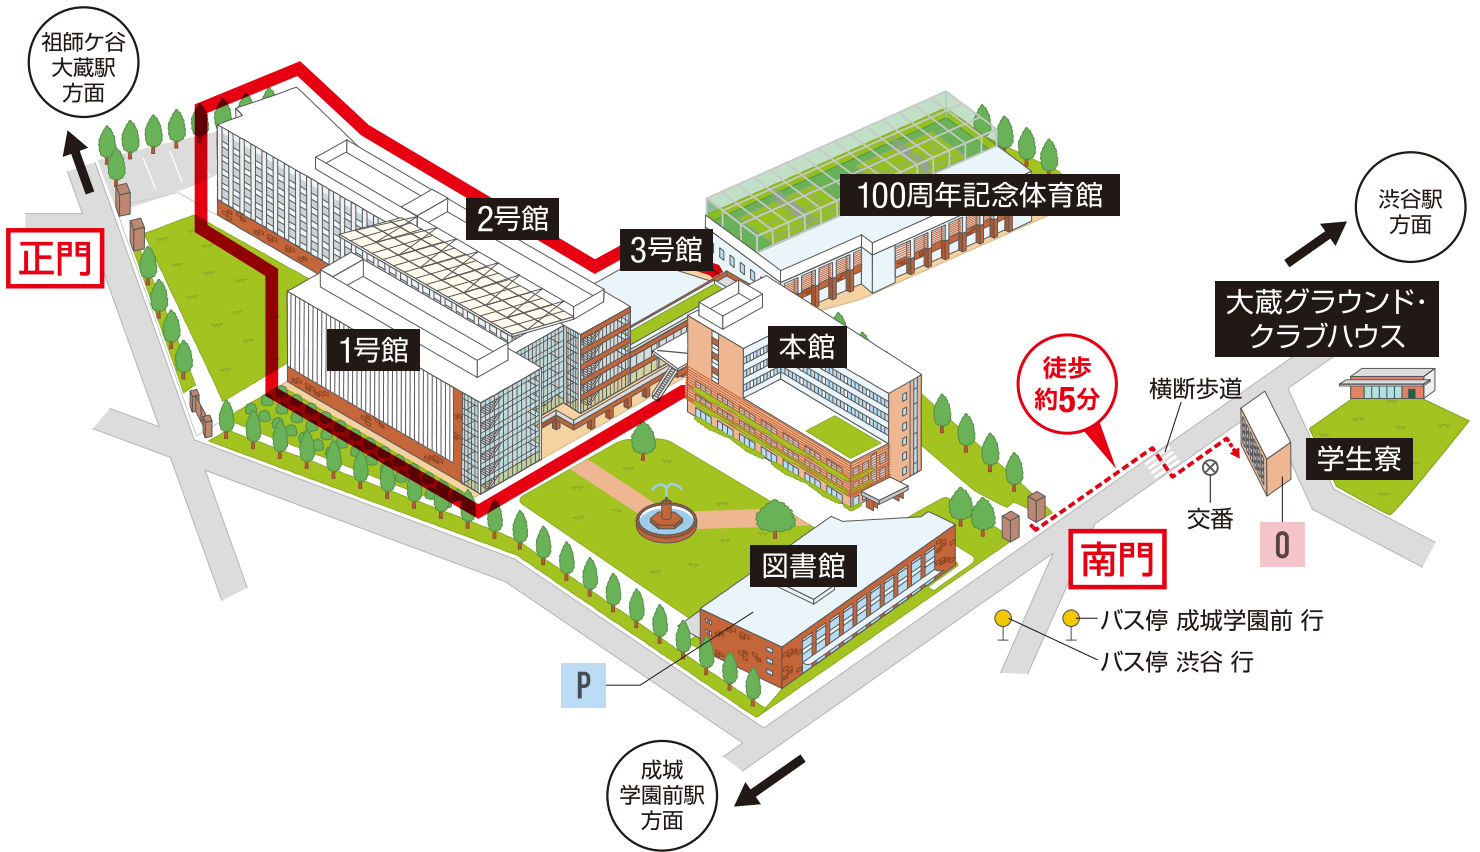 祖師ケ谷
大蔵駅
方面
正門
2号館
3号館
100周年記念体育館
渋谷駅
方面
大蔵グラウンド・
クラブハウス
1号館
本館
徒歩
約5分
横断歩道
学生寮
交番
O
南門
図書館
バス停 成城学園前 行
バス停 渋谷 行
P
成城
学園前駅
方面